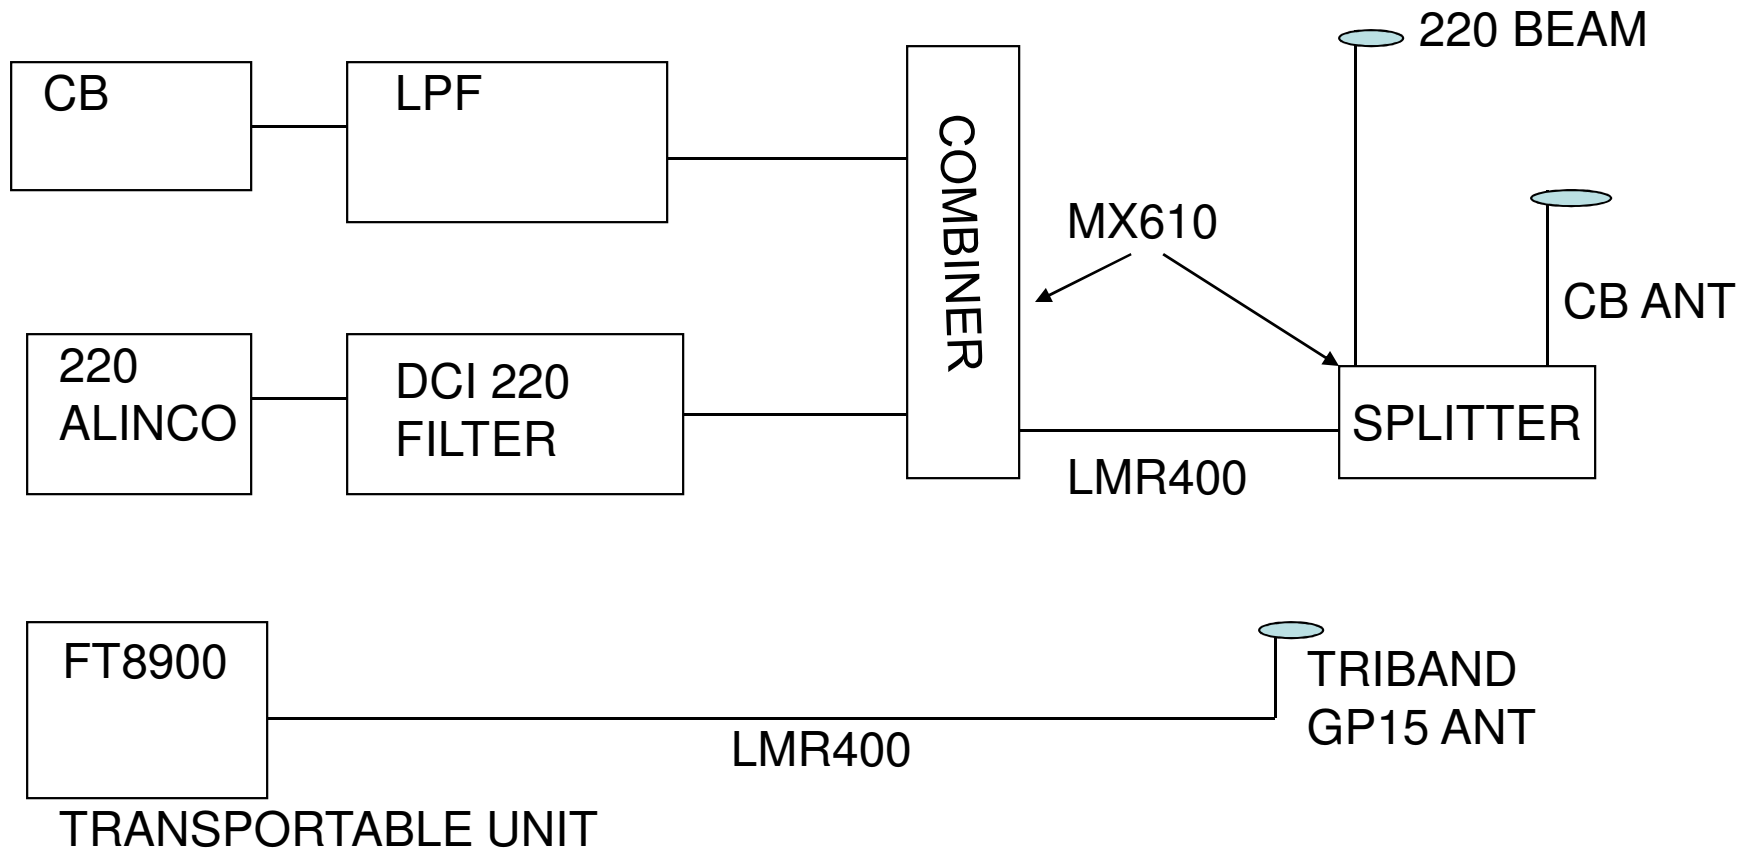 220 BEAM
CB
LPF
COMBINER
MX610
CB ANT
220
ALINCO
DCI 220
FILTER
SPLITTER
LMR400
FT8900
TRIBAND
GP15 ANT
LMR400
TRANSPORTABLE UNIT